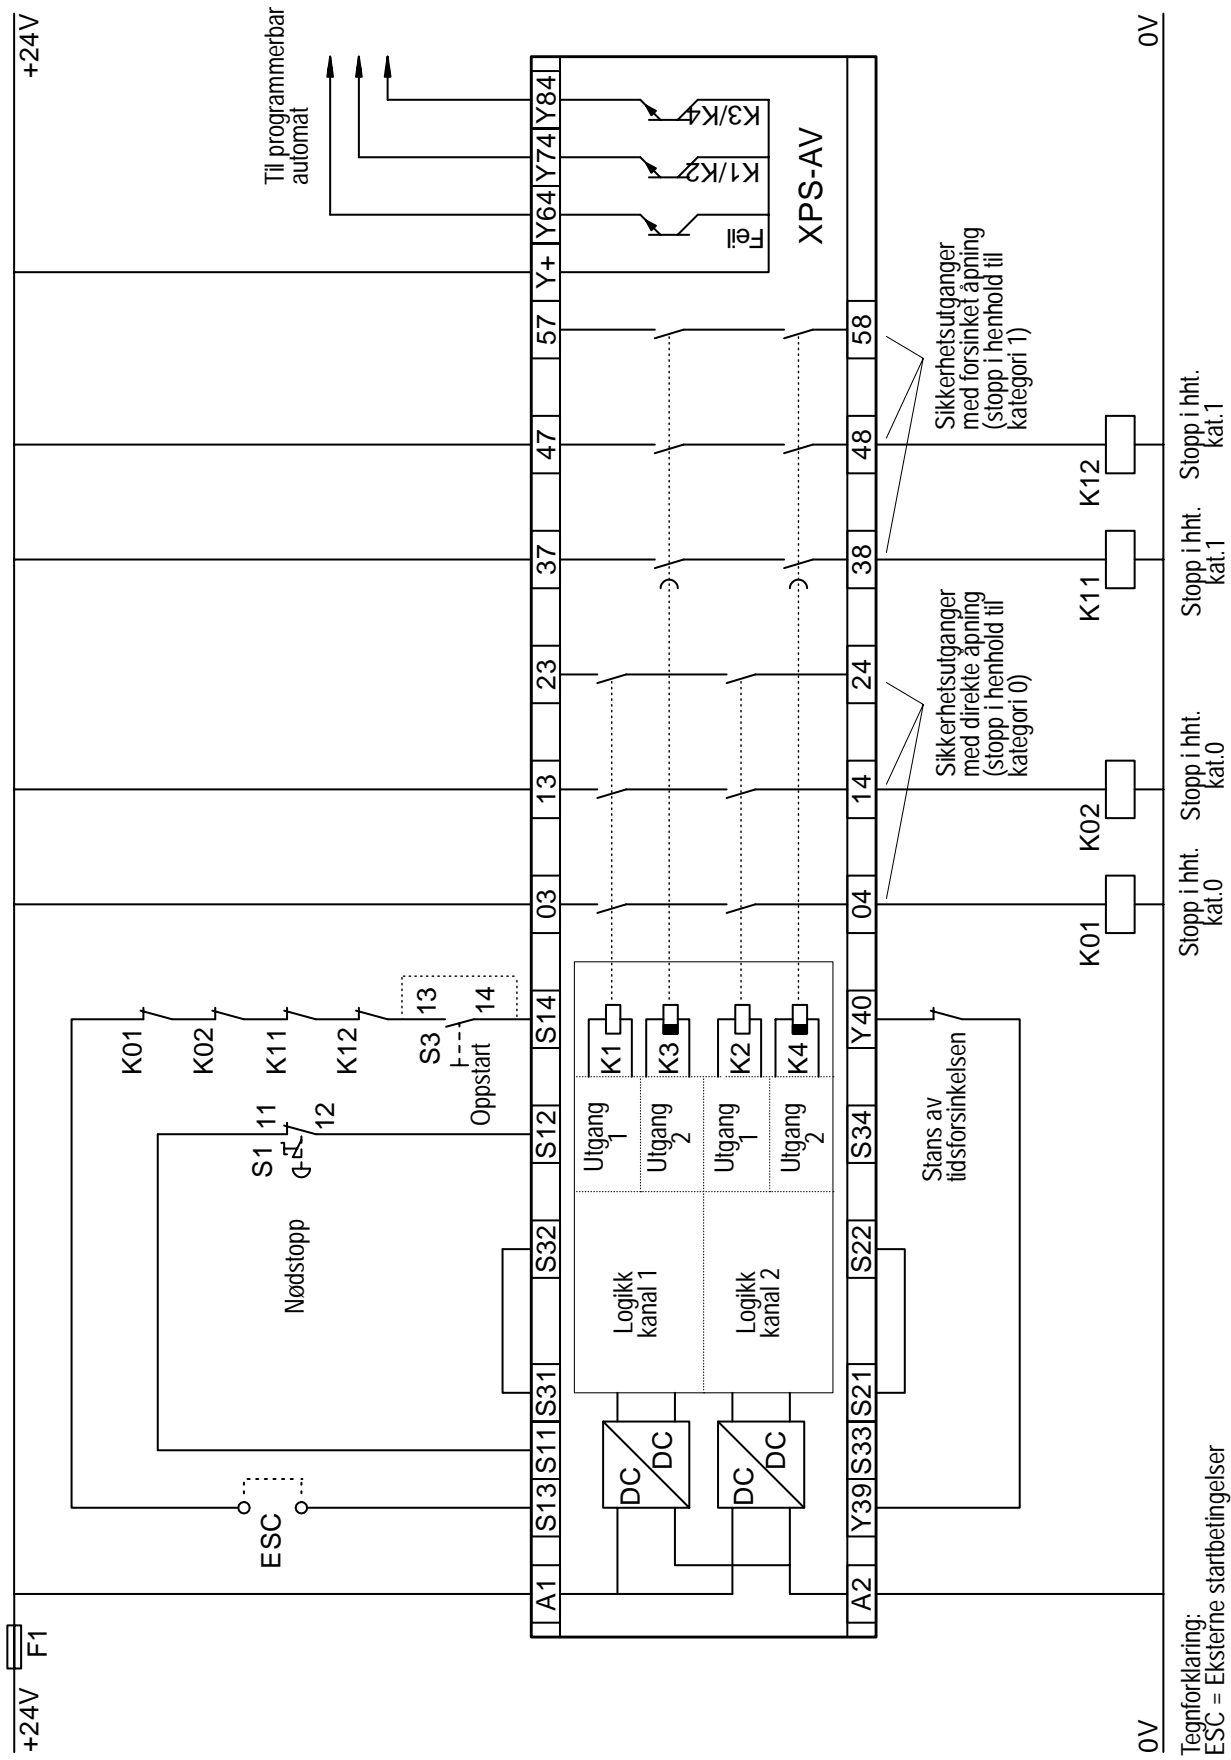 +24V
F1
+24V
Til programmerbar
automat
ESC
Nødstopp
S1
11
12
K01
K02
K11
K12
S3
13
14
Oppstart
A1
S13
S11
S31
S32
S12
S14
03
13
23
37
47
57
Y+
Y64
Y74
Y84
DC
DC
DC
DC
Logikk
kanal 1
Logikk
kanal 2
Utgang
1
Utgang
2
Utgang
1
Utgang
2
K1
K3
K2
K4
Feil
K1/K2
K3/K4
XPS-AV
A2
Y39
S33
S21
S22
S34
Y40
04
14
24
38
48
58
Stans av
tidsforsinkelsen
Sikkerhetsutganger
med direkte åpning
(stopp i henhold til
kategori 0)
Sikkerhetsutganger
med forsinket åpning
(stopp i henhold til
kategori 1)
K01
K02
K11
K12
0V
0V
Stopp i hht.
kat.0
Stopp i hht.
kat.0
Stopp i hht.
kat.1
Stopp i hht.
kat.1
Tegnforklaring:
ESC = Eksterne startbetingelser